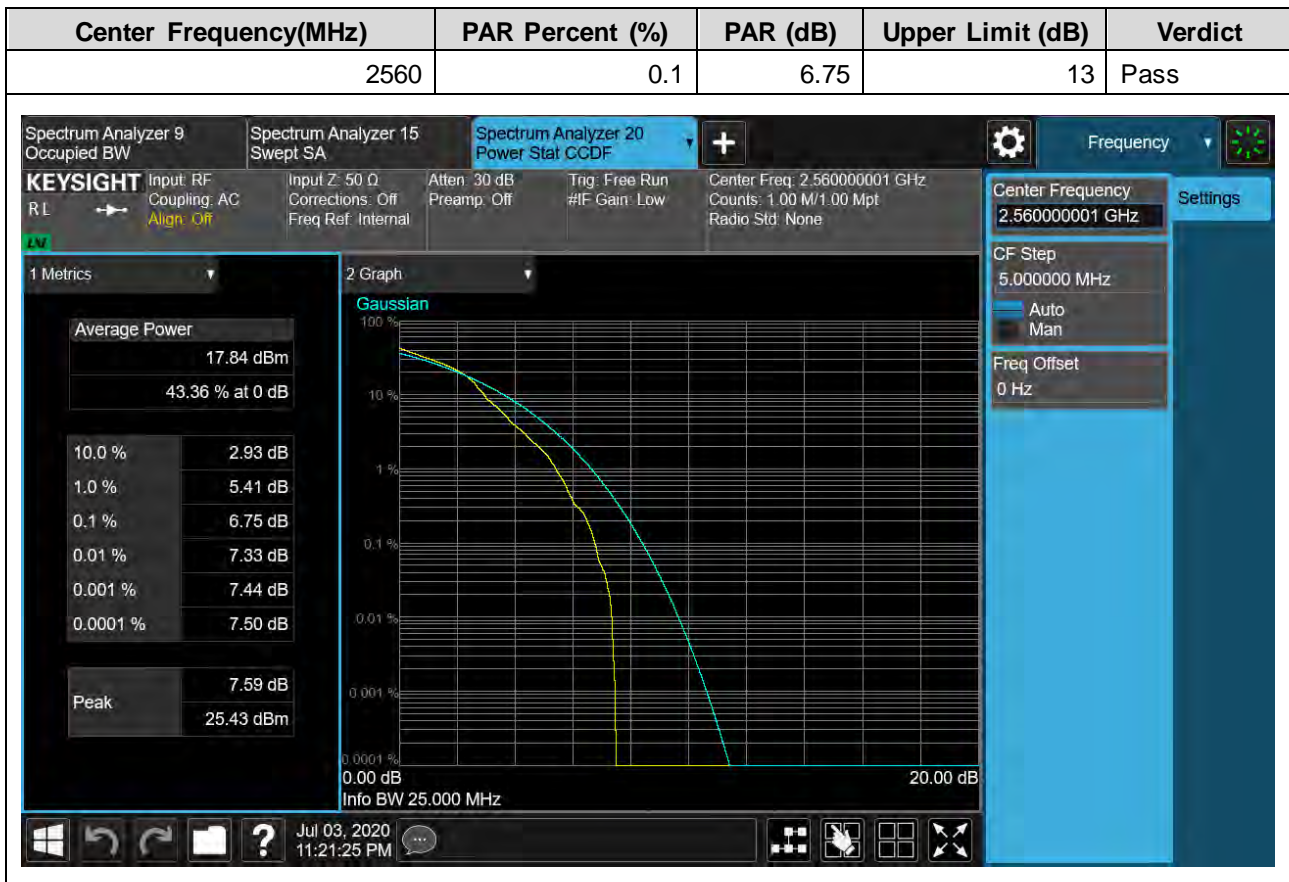 Center Frequency(MHz) PAR Percent (%) PAR (dB) Upper Limit (dB) Verdict
2560 0.1 6.75 13 Pass
Spectrum Analyzer 9
Occupied BW
Spectrum Analyzer 15
Swept SA
Spectrum Analyzer 20
Power Stat CCDF
Frequency
KEYSIGHT
RL
Input: RF
Coupling: AC
Align: Off
Input Z: 50 Ω
Corrections: Off
Freq Ref: Internal
Atten: 30 dB
Preamp: Off
Trig: Free Run
#IF Gain: Low
Center Freq: 2.560000001 GHz
Counts: 1.00 M/1.00 Mpt
Radio Std: None
Center Frequency
2.560000001 GHz
Settings
CF Step
5.000000 MHz
Auto
Man
Freq Offset
0 Hz
1 Metrics
Average Power
17.84 dBm
43.36 % at 0 dB
10.0 % 2.93 dB
1.0 % 5.41 dB
0.1 % 6.75 dB
0.01 % 7.33 dB
0.001 % 7.44 dB
0.0001 % 7.50 dB
Peak
7.59 dB
25.43 dBm
2 Graph
Gaussian
100 %
10 %
1 %
0.1 %
0.01 %
0.001 %
0.0001 %
0.00 dB 20.00 dB
Info BW 25.000 MHz
?
Jul 03, 2020
11:21:25 PM